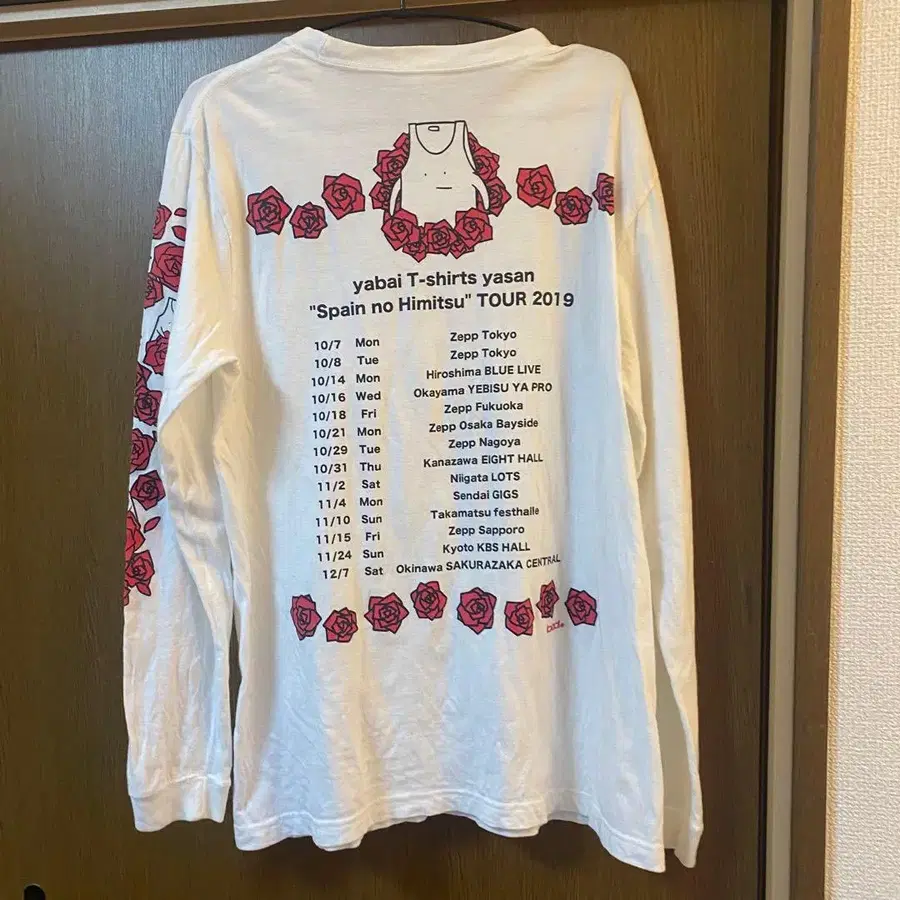 yabai T-shirts yasan
"Spain no Himitsu" TOUR 2019
10/7 Mon Zepp Tokyo
10/8 Tue Zepp Tokyo
10/14 Mon Hiroshima BLUE LIVE
10/16 Wed Okayama YEBISU YA PRO
10/18 Fri Zepp Fukuoka
10/21 Mon Zepp Osaka Bayside
10/29 Tue Zepp Nagoya
10/31 Thu Kanazawa EIGHT HALL
11/2 Sat Niigata LOTS
11/4 Mon Sendai GIGS
11/10 Sun Takamatsu festhalle
11/15 Fri Zepp Sapporo
11/24 Sun Kyoto KBS HALL
12/7 Sat Okinawa SAKURAZAKA CENTRAL